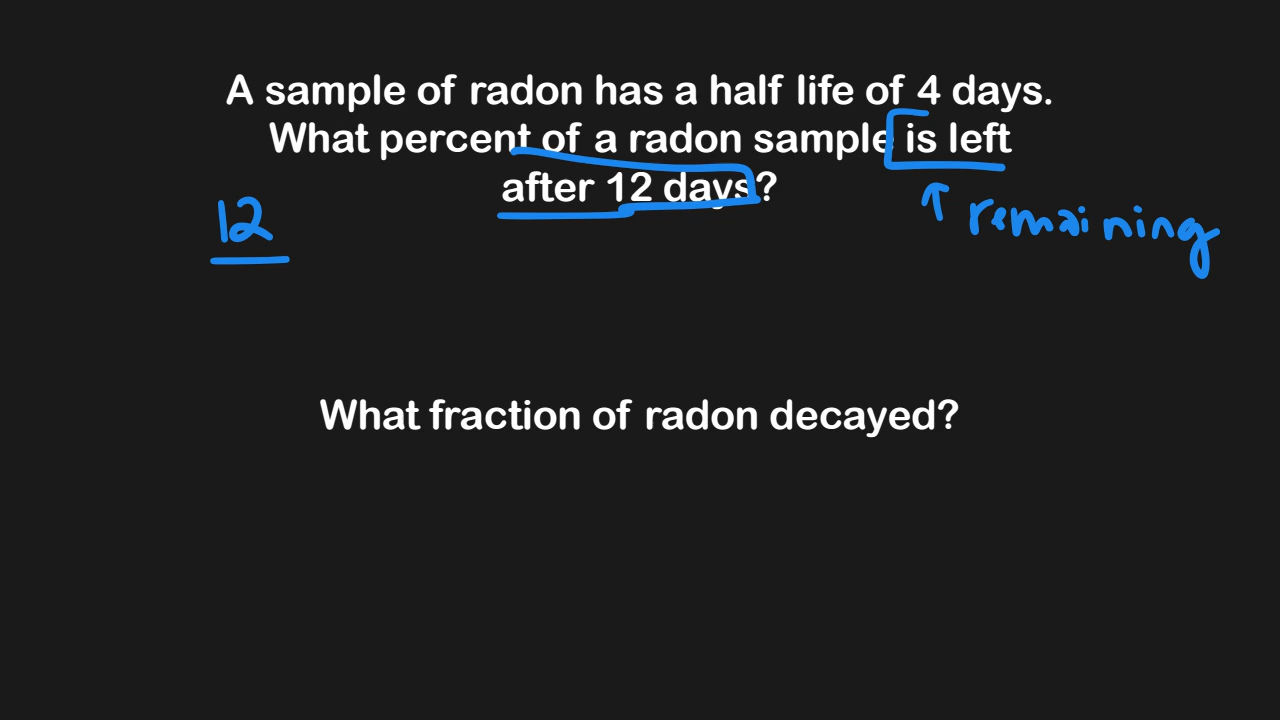 A sample of radon has a half life of 4 days.
What percent of a radon sample is left
after 12 days?
12
remaining
What fraction of radon decayed?